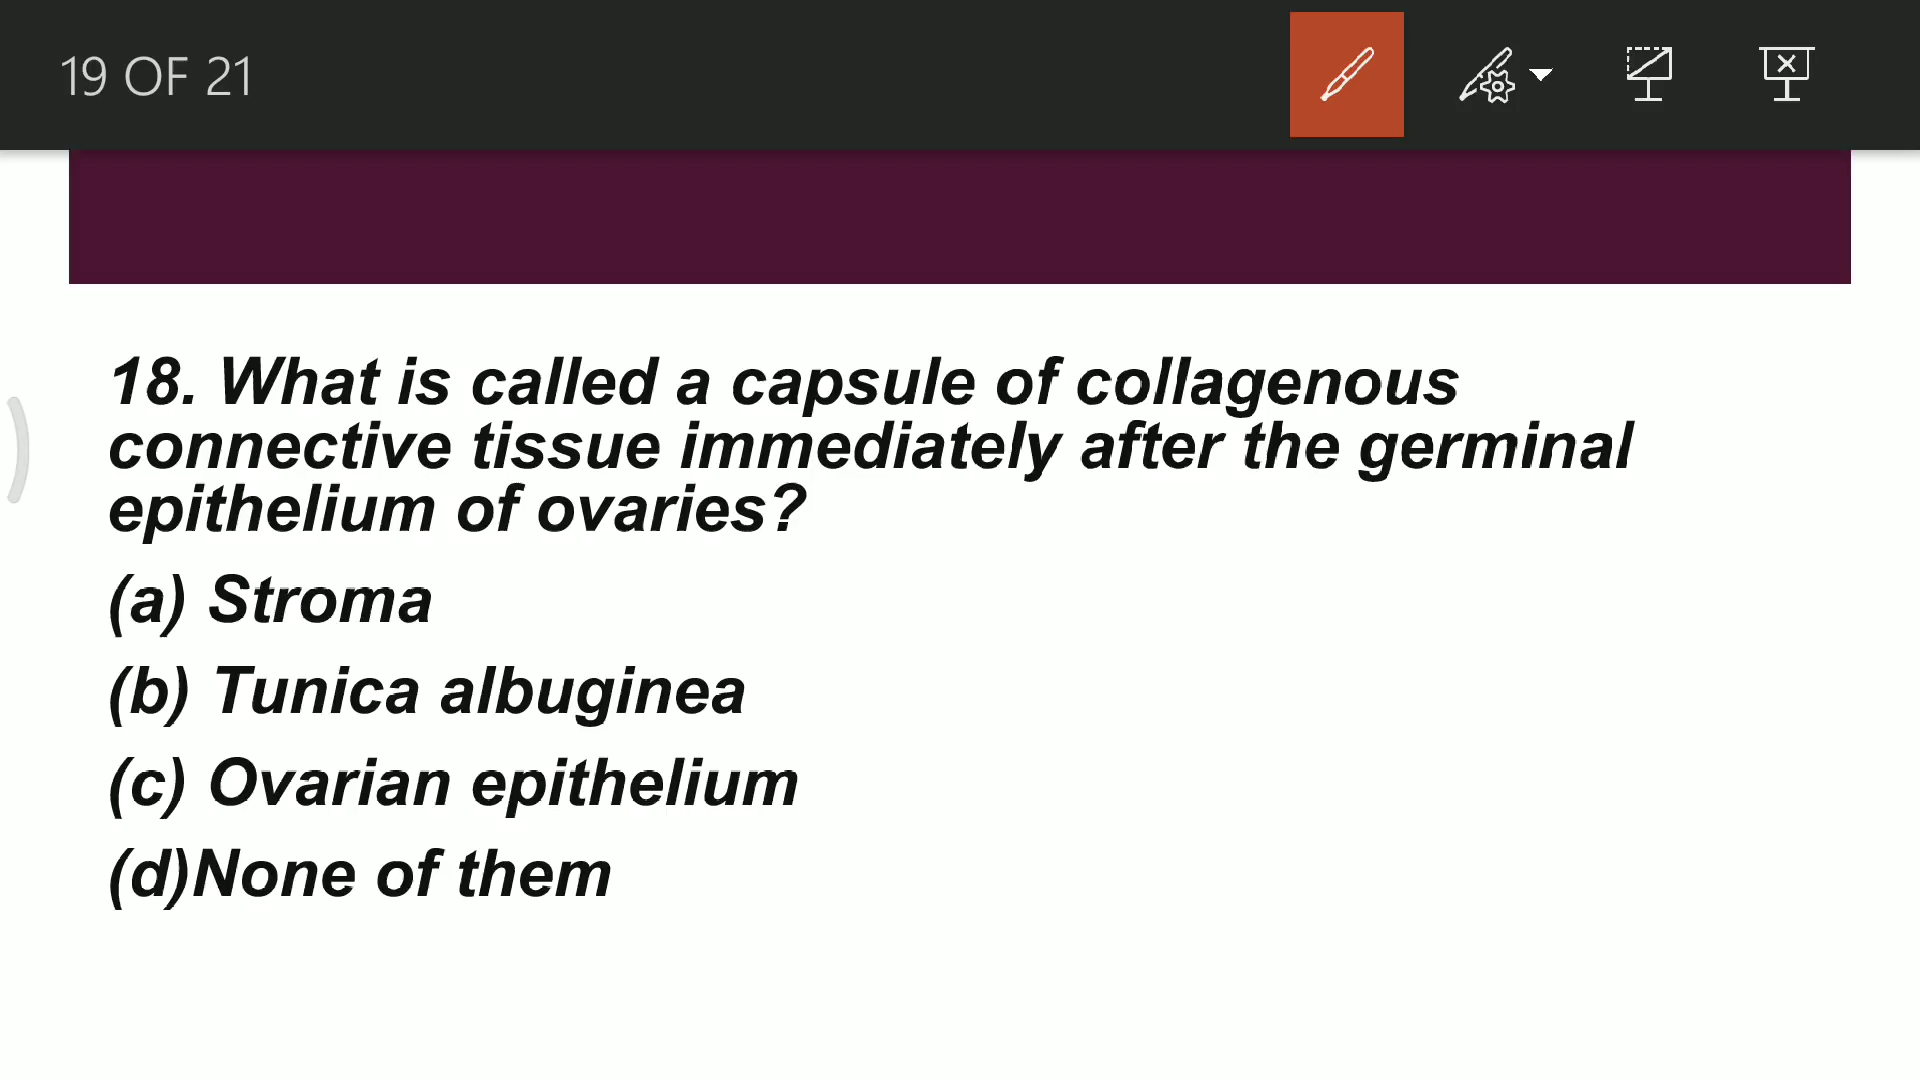 19 OF 21
18. What is called a capsule of collagenous
connective tissue immediately after the germinal
epithelium of ovaries?
(a) Stroma
(b) Tunica albuginea
(c) Ovarian epithelium
(d)None of them